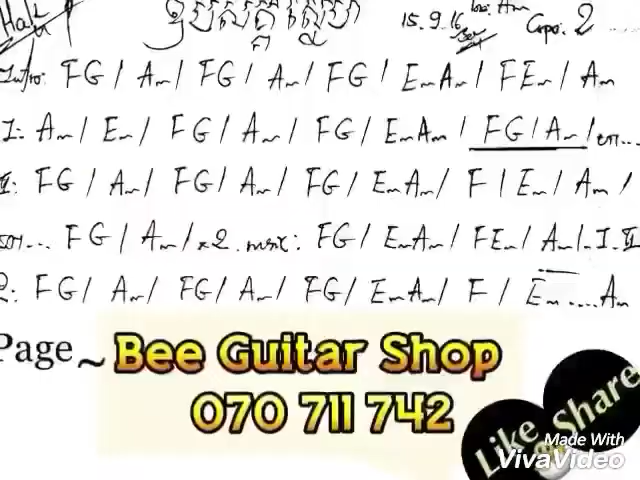 15.9.16 Capo: 2
Intro: FG / Am / FG / Am / FG / EmAm / FEm / Am
I: Am / Em / FG / Am / FG / EmAm / FG / Am /
II: FG / Am / FG / Am / FG / EmAm / F / Em / Am /
FG / Am / x2 FG / EmAm / FEm / Am I II
2: FG / Am / FG / Am / FG / EmAm / F / Em .... Am
Page ~ Bee Guitar Shop
070 711 742
Like & Share
Made With
VivaVideo